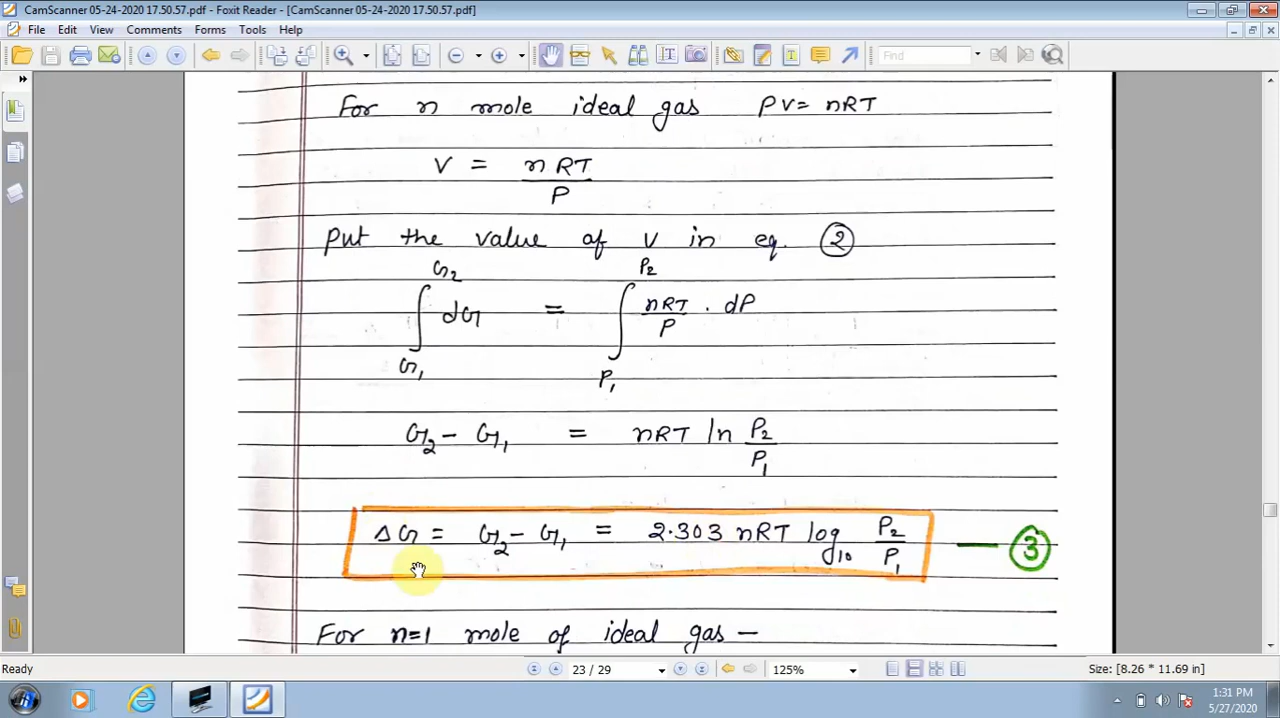 CamScanner 05-24-2020 17.50.57.pdf - Foxit Reader - [CamScanner 05-24-2020 17.50.57.pdf]
File Edit View Comments Forms Tools Help
Find
For n mole ideal gas PV= nRT
V = nRT/P
Put the value of V in eq. ②
∫_{G₁}^{G₂} dG = ∫_{P₁}^{P₂} nRT/P . dP
G₂ - G₁ = nRT ln P₂/P₁
ΔG = G₂ - G₁ = 2.303 nRT log₁₀ P₂/P₁ — ③
For n=1 mole of ideal gas —
Ready 23 / 29 125% Size: [8.26 * 11.69 in]
1:31 PM
5/27/2020